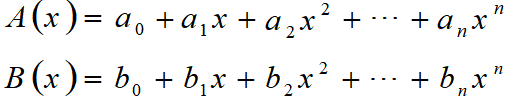 A(x) = a₀ + a₁x + a₂x² + ⋯ + aₙxⁿ
B(x) = b₀ + b₁x + b₂x² + ⋯ + bₙxⁿ